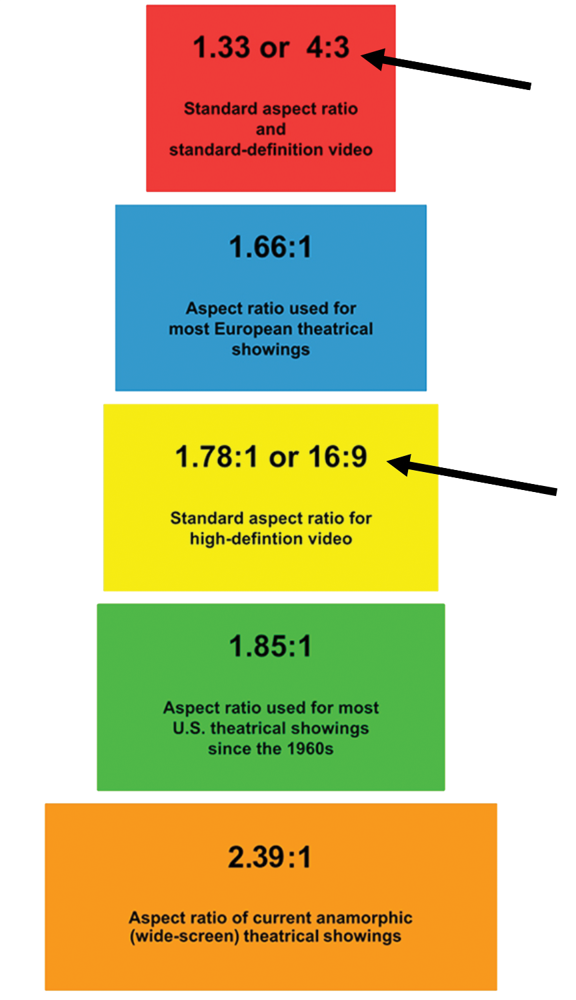 1.33 or 4:3
Standard aspect ratio
and
standard-definition video
1.66:1
Aspect ratio used for
most European theatrical
showings
1.78:1 or 16:9
Standard aspect ratio for
high-defintion video
1.85:1
Aspect ratio used for most
U.S. theatrical showings
since the 1960s
2.39:1
Aspect ratio of current anamorphic
(wide-screen) theatrical showings